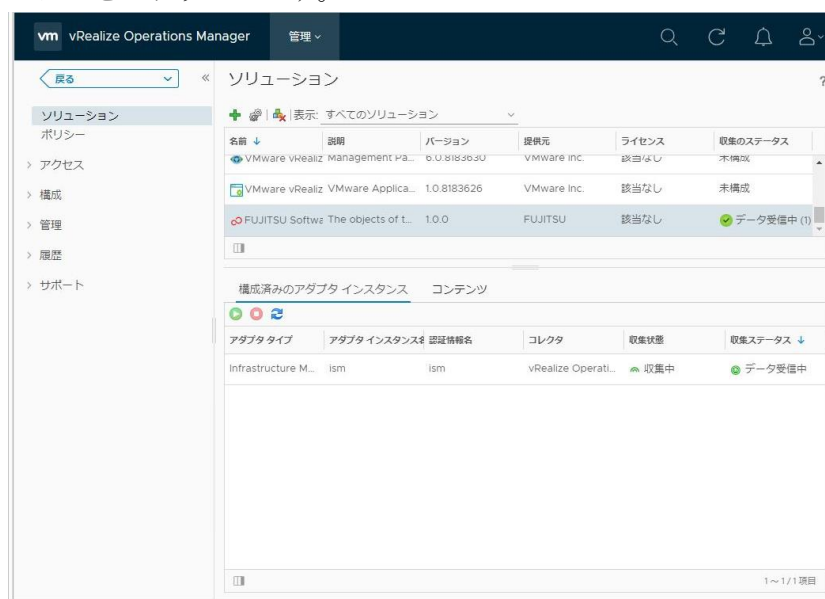 vm vRealize Operations Manager 管理
戻る
ソリューション
ポリシー
アクセス
構成
管理
履歴
サポート
ソリューション ?
表示: すべてのソリューション
名前 説明 バージョン 提供元 ライセンス 収集のステータス
VMware vRealiz Management Pa... 6.0.8183630 VMware Inc. 該当なし 未構成
VMware vRealiz VMware Applica... 1.0.8183626 VMware Inc. 該当なし 未構成
FUJITSU Softwa The objects of t... 1.0.0 FUJITSU 該当なし データ受信中 (1)
構成済みのアダプタ インスタンス コンテンツ
アダプタ タイプ アダプタ インスタンス名 認証情報名 コレクタ 収集状態 収集ステータス
Infrastructure M... ism ism vRealize Operati... 収集中 データ受信中
1～1/1 項目